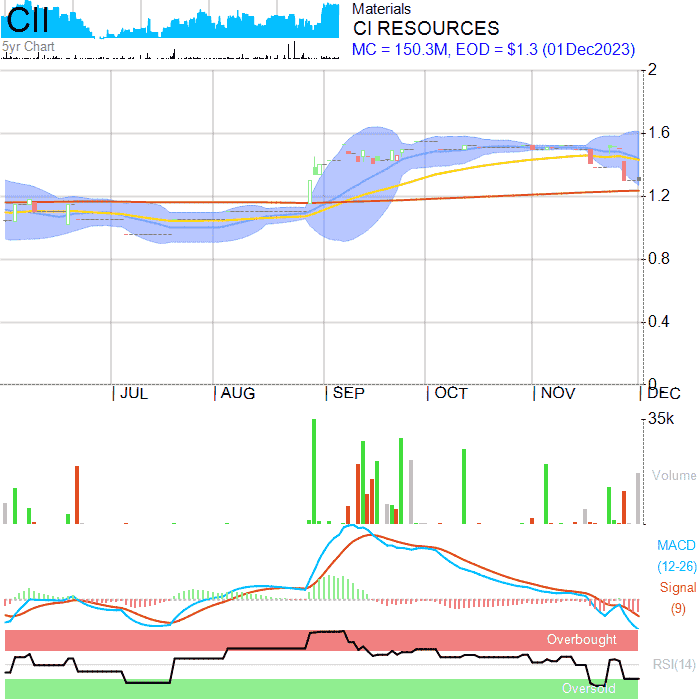 CII
Materials
CI RESOURCES
5yr Chart
MC = 150.3M, EOD = $1.3 (01Dec2023)
2
1.6
1.2
0.8
0.4
0
JUL
AUG
SEP
OCT
NOV
DEC
35k
Volume
MACD
(12-26)
Signal
(9)
Overbought
RSI(14)
Oversold